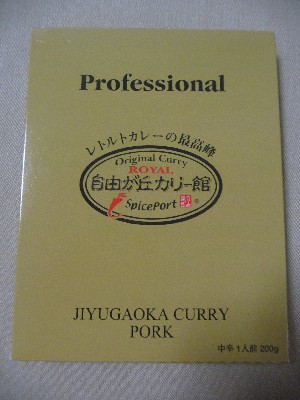 Professional
レトルトカレーの最高峰
Original Curry
ROYAL
自由が丘カリー館
SpicePort ®
JIYUGAOKA CURRY
PORK
中辛 1人前 200g